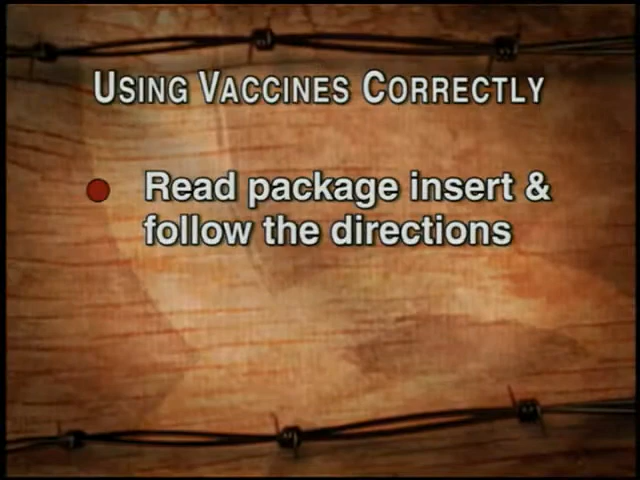 USING VACCINES CORRECTLY
Read package insert &
follow the directions